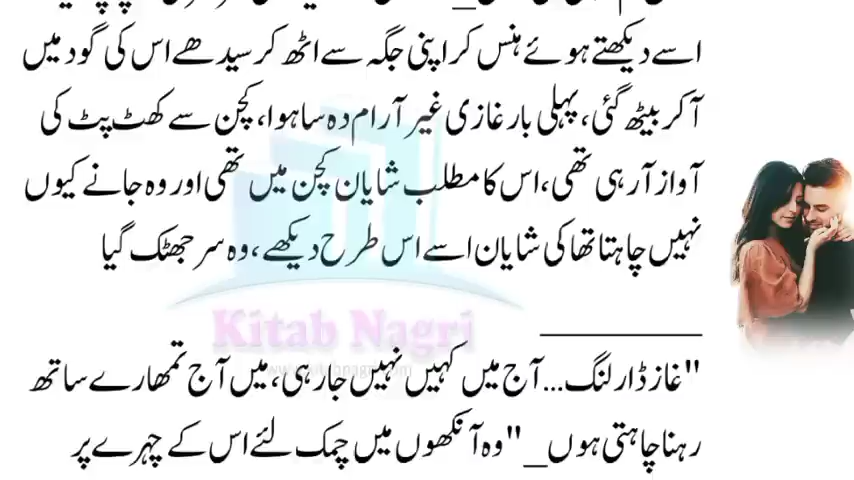 اسے دیکھتے ہوئے ہنس کر اپنی جگہ سے اٹھ کر سیدھے اس کی گود میں
آ کر بیٹھ گئی، پہلی بار غازی غیر آرام دہ سا ہوا، کچن سے کھٹ پٹ کی
آواز آ رہی تھی، اس کا مطلب شایان کچن میں تھی اور وہ جانے کیوں
نہیں چاہتا تھا کی شایان اسے اس طرح دیکھے، وہ سر جھٹک گیا
Kitab Nagri
"غاز ڈارلنگ...آج میں کہیں نہیں جا رہی، میں آج تمھارے ساتھ
رہنا چاہتی ہوں_" وہ آنکھوں میں چمک لئے اس کے چہرے پر